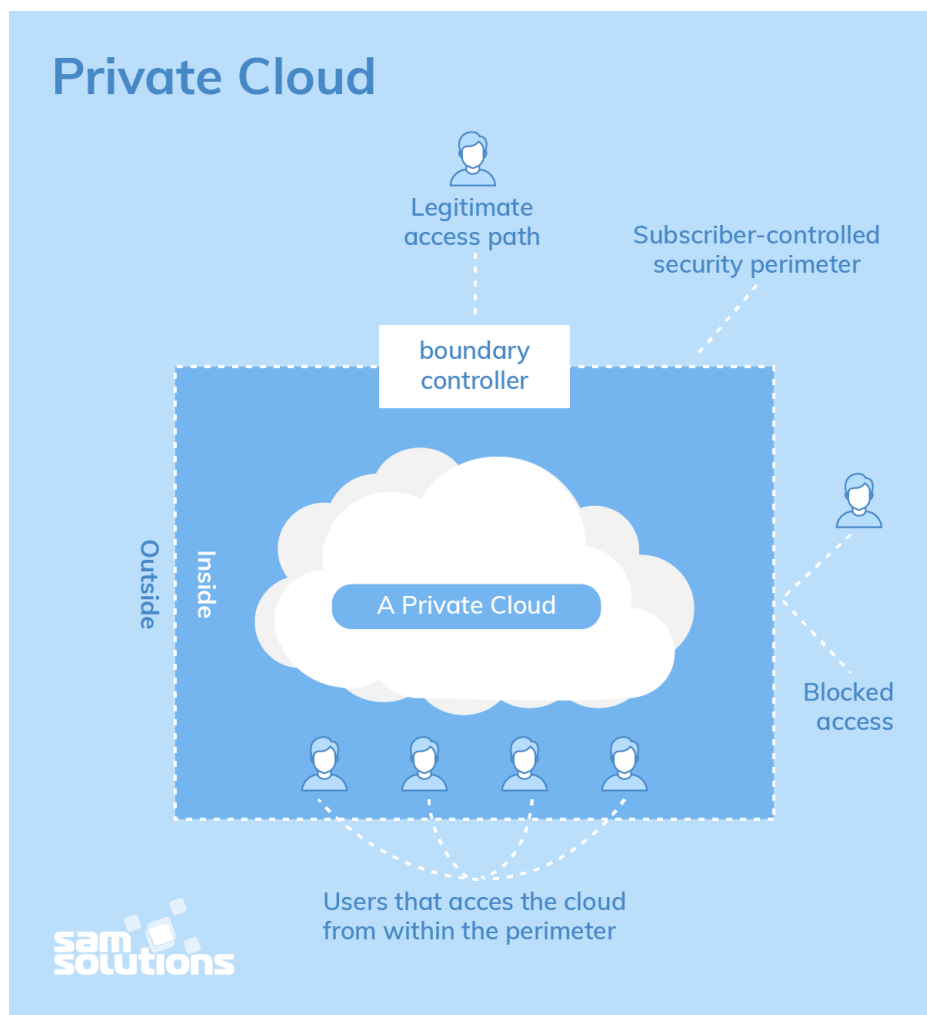 Private Cloud
Legitimate
access path
Subscriber-controlled
security perimeter
boundary
controller
Outside
Inside
A Private Cloud
Blocked
access
Users that acces the cloud
from within the perimeter
sam
solutions